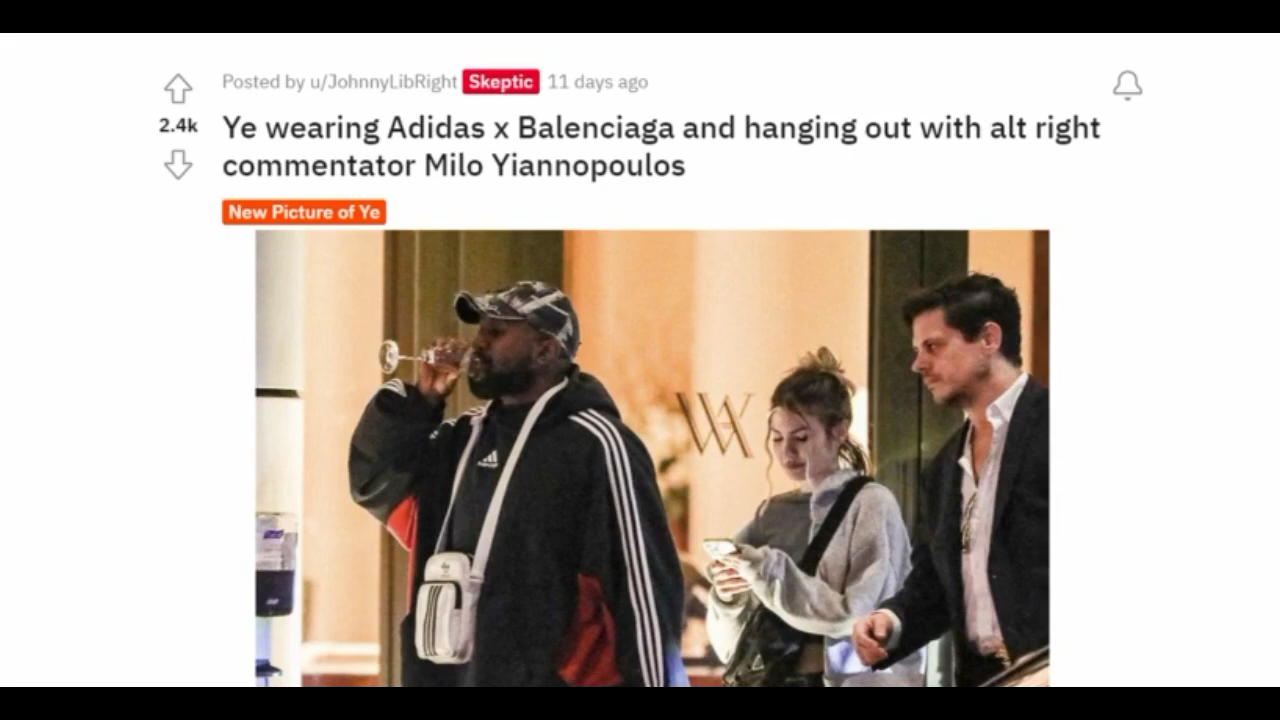 Posted by u/JohnnyLibRight Skeptic 11 days ago
2.4k
Ye wearing Adidas x Balenciaga and hanging out with alt right
commentator Milo Yiannopoulos
New Picture of Ye